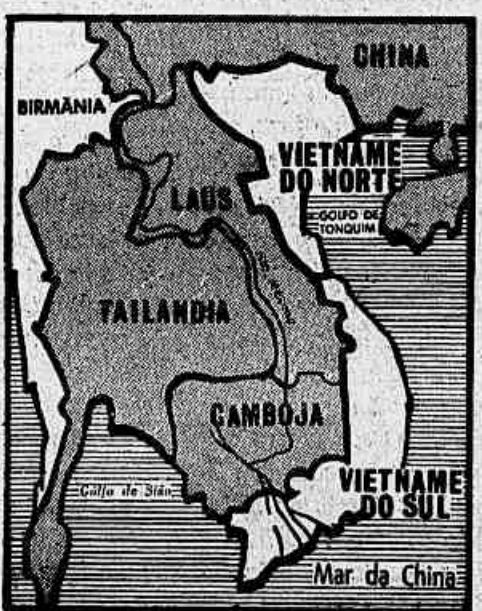 CHINA
BIRMÂNIA
VIETNAME
DO NORTE
LAUS
GOLFO DE
TONQUIM
TAILANDIA
CAMBOJA
Golfo de Sião
VIETNAME
DO SUL
Mar da China